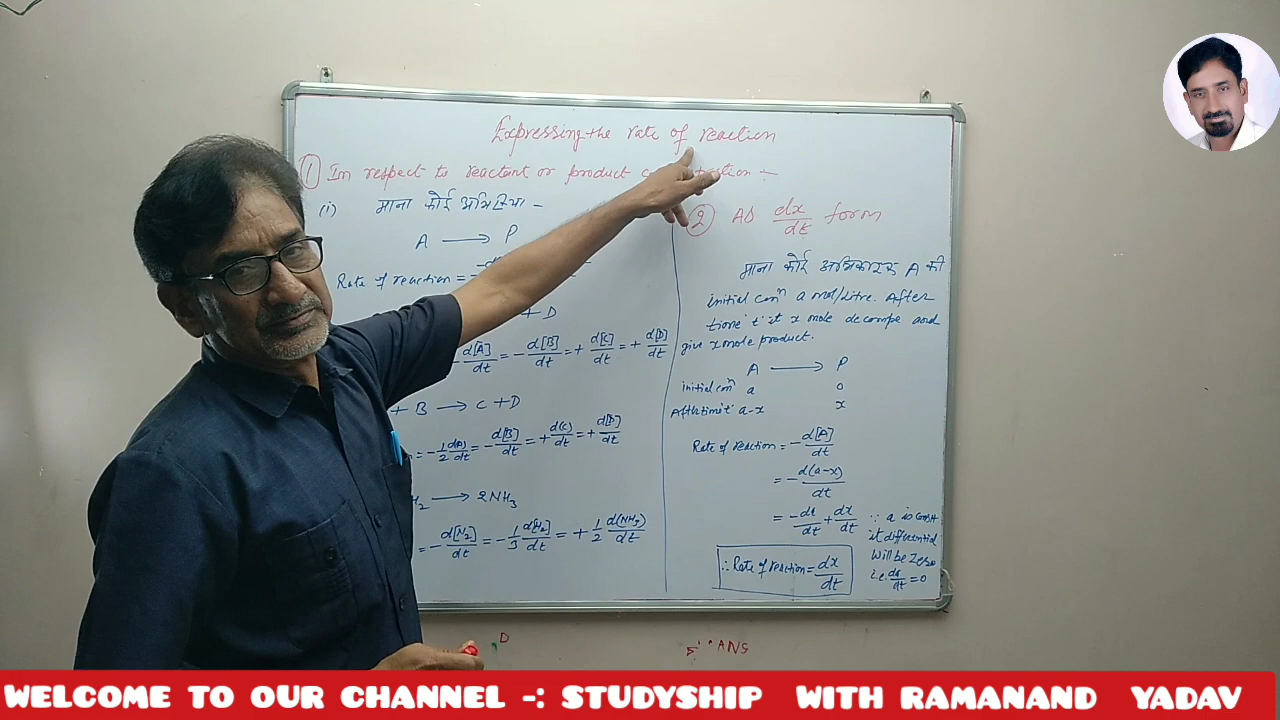 Expressing the rate of reaction
① In respect to reactant or product
(i) माना कोई अभिक्रिया –
A ⟶ P
Rate of reaction = -
+ D
d[A]/dt = - d[B]/dt = + d[C]/dt = + d[D]/dt
+ B ⟶ C + D
= - 1/2 d(A)/dt = - d[B]/dt = + d(C)/dt = + d[D]/dt
H₂ ⟶ 2NH₃
= - d[N₂]/dt = - 1/3 d[H₂]/dt = + 1/2 d(NH₃)/dt
② AS dx/dt form
माना कोई अभिकारक A की
initial conⁿ a mol/litre. After
time 't' it x mole decompe and
give x mole product.
A ⟶ P
initial conⁿ a 0
After time 't' a-x x
Rate of reaction = - d[A]/dt
= - d(a-x)/dt
= - da/dt + dx/dt ∵ a is const
it differential
will be zero
i.e. da/dt = 0
∴ Rate of reaction = dx/dt
D
ANS
WELCOME TO OUR CHANNEL -: STUDYSHIP WITH RAMANAND YADAV